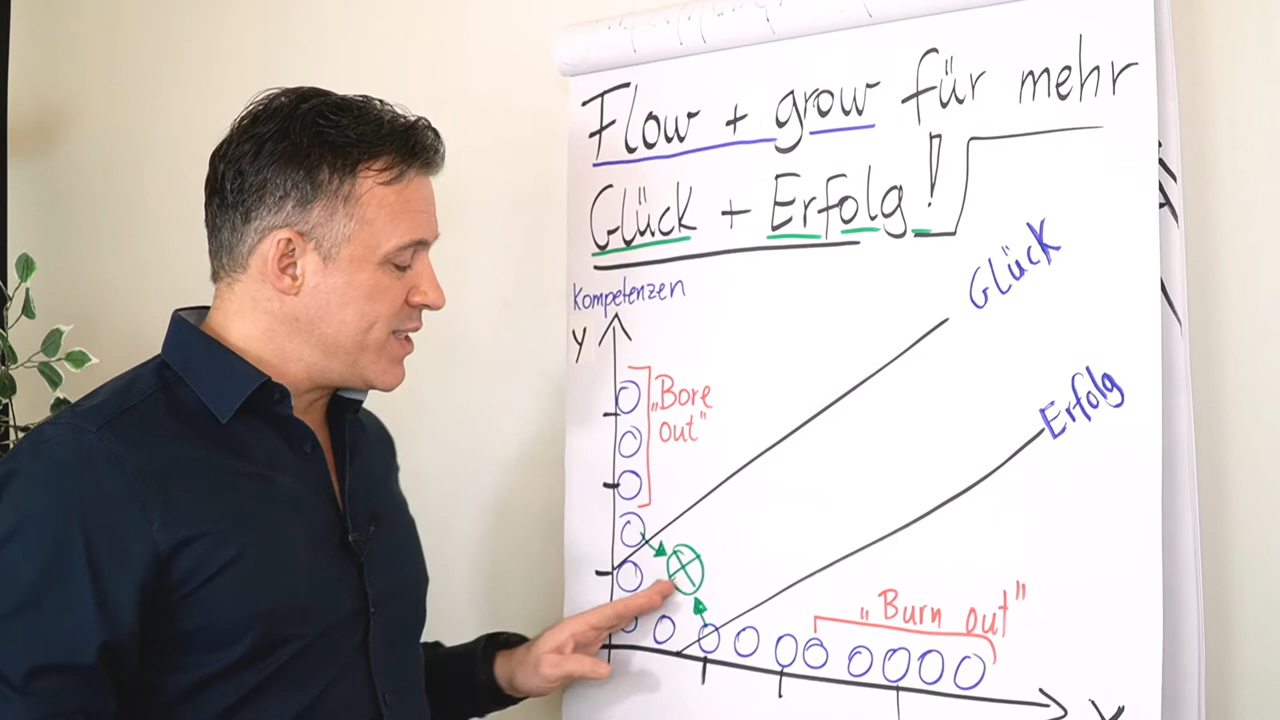 Flow + grow für mehr
Glück + Erfolg!
Kompetenzen
Y
Glück
Erfolg
„Bore
out"
„Burn out"
X